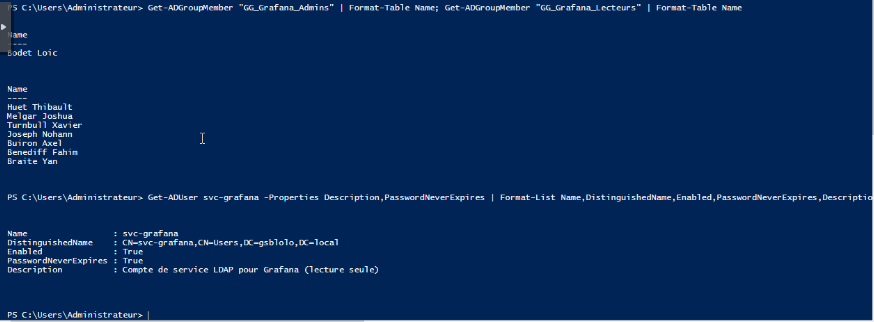 PS C:\Users\Administrateur> Get-ADGroupMember "GG_Grafana_Admins" | Format-Table Name; Get-ADGroupMember "GG_Grafana_Lecteurs" | Format-Table Name
Name
----
Bodet Loic
Name
----
Huet Thibault
Melgar Joshua
Turnbull Xavier
Joseph Nohann
Buiron Axel
Benediff Fahim
Braite Yan
PS C:\Users\Administrateur> Get-ADUser svc-grafana -Properties Description,PasswordNeverExpires | Format-List Name,DistinguishedName,Enabled,PasswordNeverExpires,Descriptio
Name : svc-grafana
DistinguishedName : CN=svc-grafana,CN=Users,DC=gsblolo,DC=local
Enabled : True
PasswordNeverExpires : True
Description : Compte de service LDAP pour Grafana (lecture seule)
PS C:\Users\Administrateur>